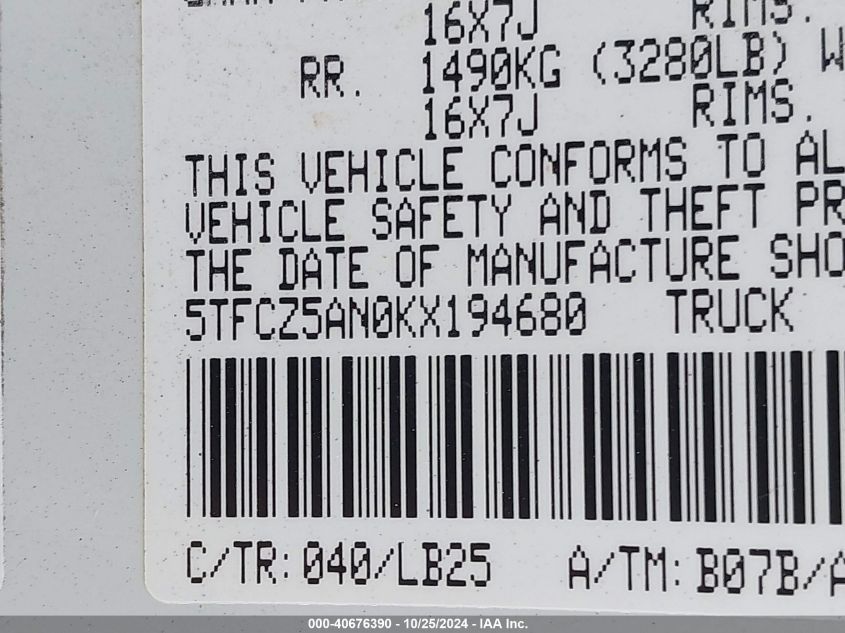 16X7J RIMS.
RR. 1490KG (3280LB) W
16X7J RIMS.
THIS VEHICLE CONFORMS TO AL
VEHICLE SAFETY AND THEFT PR
THE DATE OF MANUFACTURE SHO
5TFCZ5AN0KX194680 TRUCK
C/TR: 040/LB25 A/TM: B07B/A
000-40676390 - 10/25/2024 - IAA Inc.